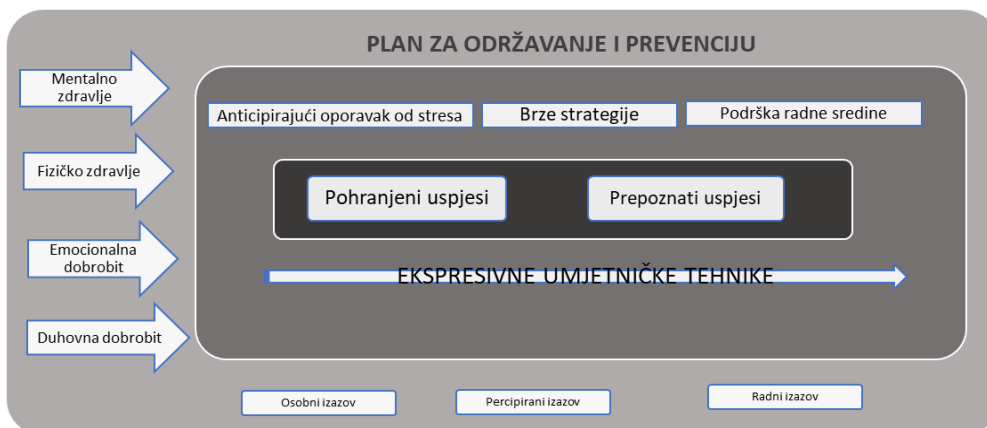 PLAN ZA ODRŽAVANJE I PREVENCIJU
Mentalno
zdravlje
Anticipirajući oporavak od stresa
Brze strategije
Podrška radne sredine
Fizičko zdravlje
Pohranjeni uspjesi
Prepoznati uspjesi
Emocionalna
dobrobit
EKSPRESIVNE UMJETNIČKE TEHNIKE
Duhovna dobrobit
Osobni izazov
Percipirani izazov
Radni izazov